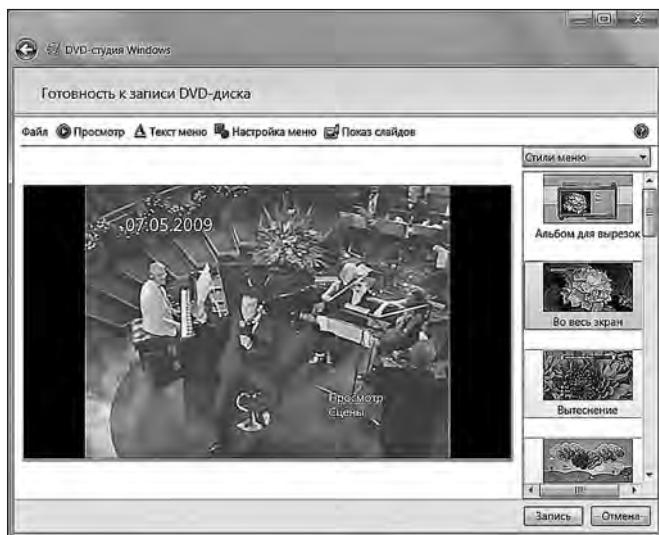 DVD-студия Windows
Готовность к записи DVD-диска
Файл Просмотр Текст меню Настройка меню Показ слайдов
Стили меню
07.05.2009
Альбом для вырезок
Во весь экран
Просмотр
Сцены
Вытеснение
Запись Отмена